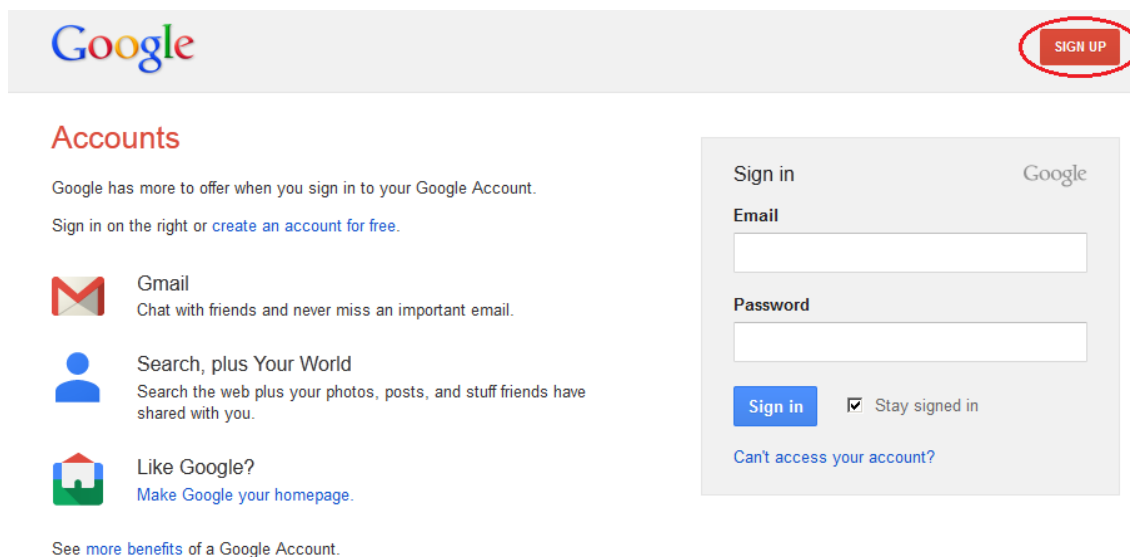 Google
SIGN UP
Accounts
Google has more to offer when you sign in to your Google Account.
Sign in on the right or create an account for free.
Gmail
Chat with friends and never miss an important email.
Search, plus Your World
Search the web plus your photos, posts, and stuff friends have
shared with you.
Like Google?
Make Google your homepage.
See more benefits of a Google Account.
Sign in
Google
Email
Password
Sign in
Stay signed in
Can't access your account?